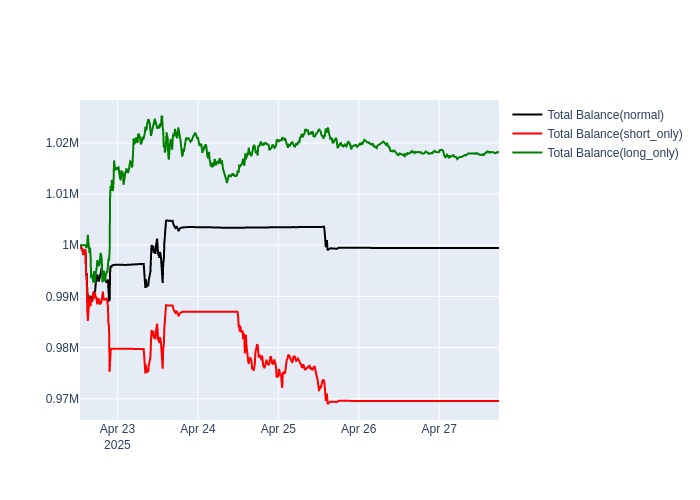 Total Balance(normal)
Total Balance(short_only)
Total Balance(long_only)
1.02M
1.01M
1M
0.99M
0.98M
0.97M
Apr 23
2025
Apr 24
Apr 25
Apr 26
Apr 27